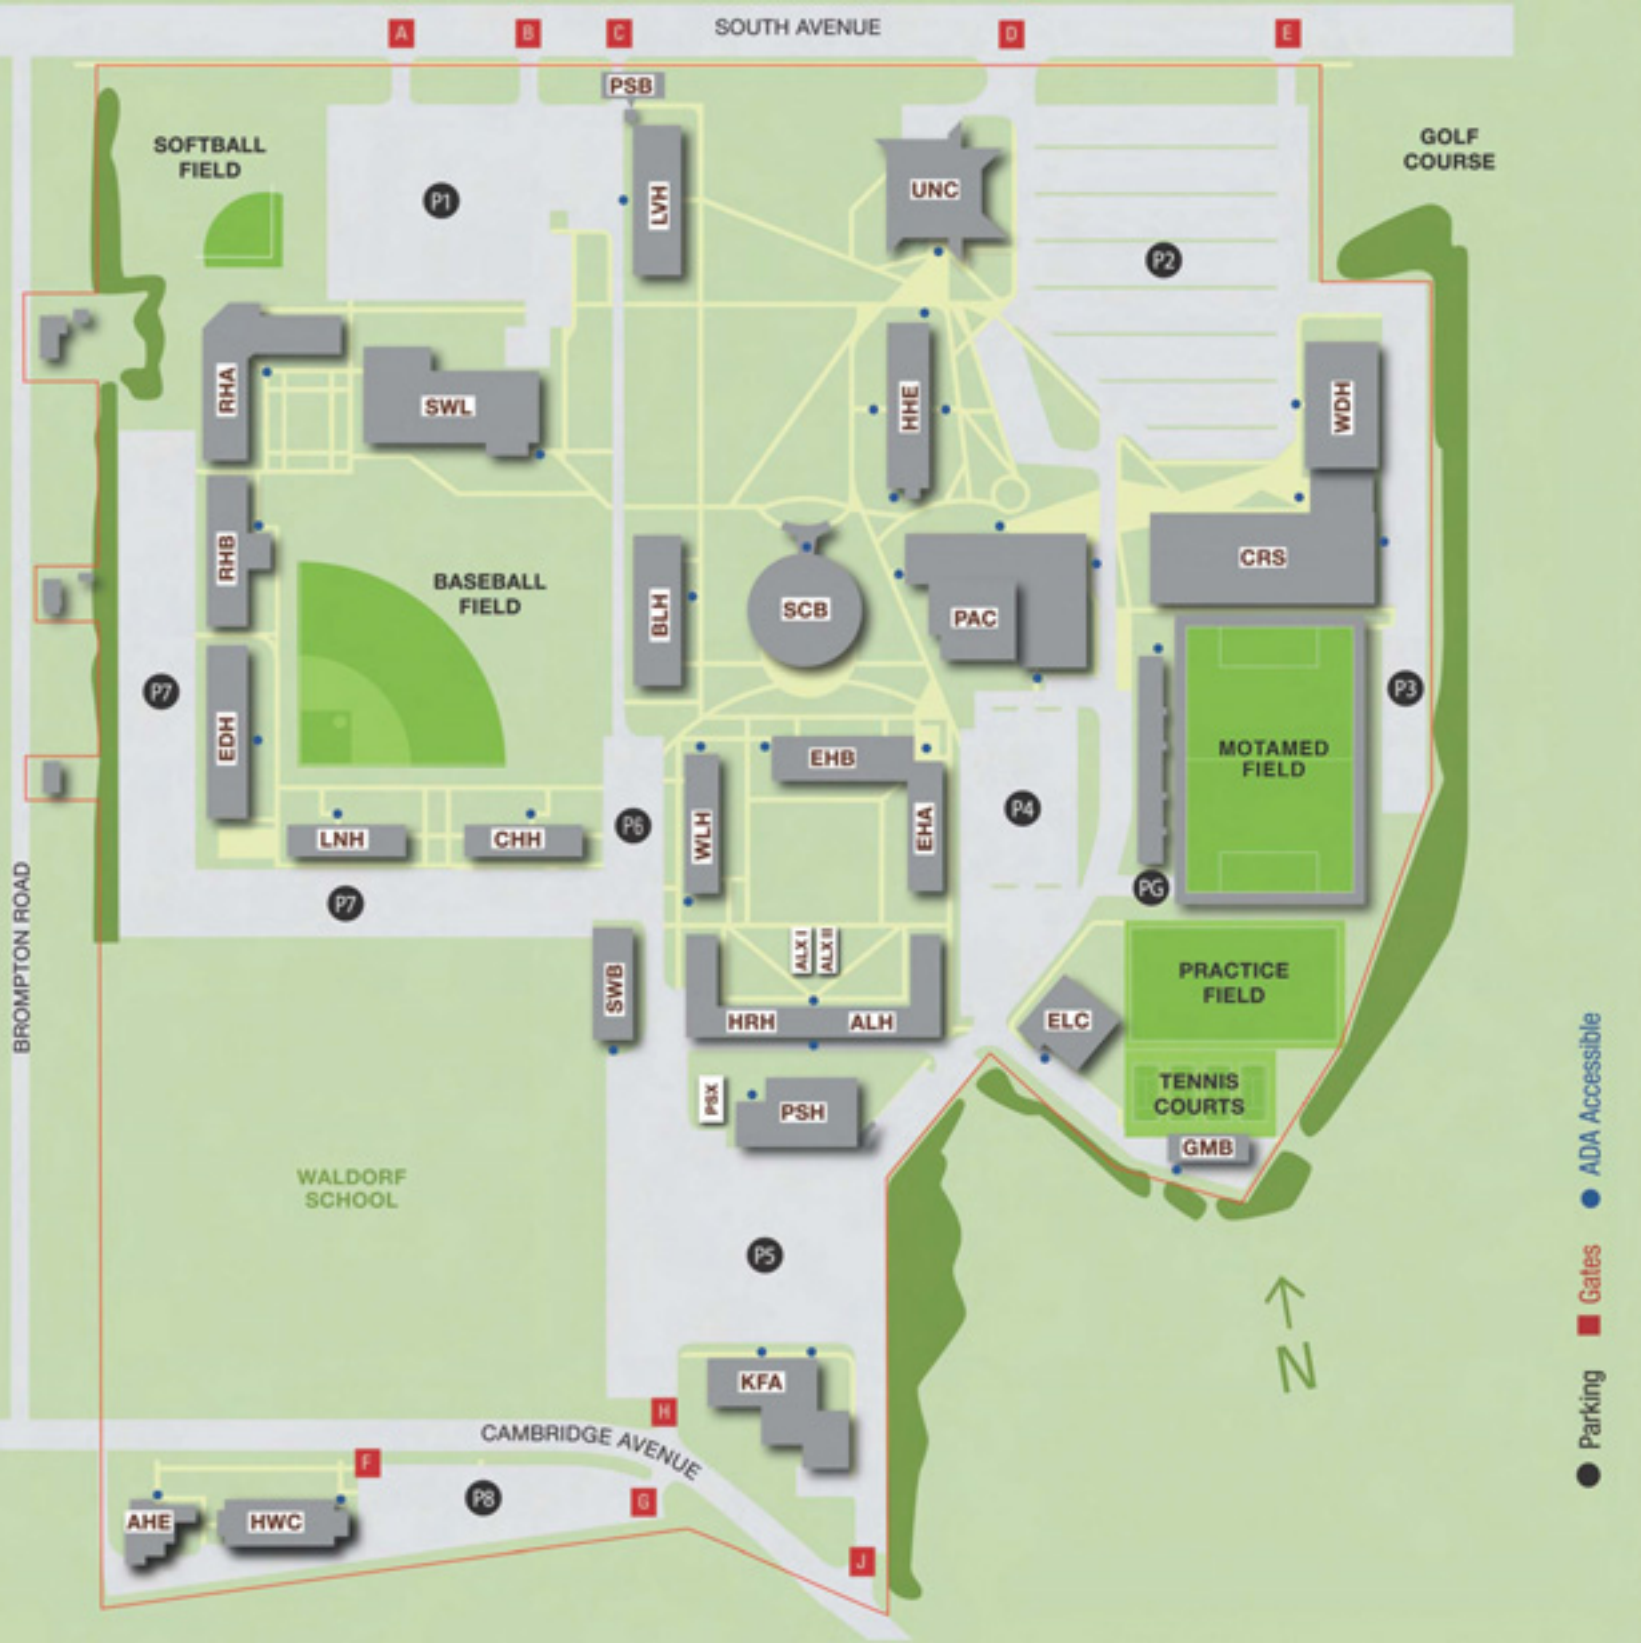 SOUTH AVENUE
A
B
C
D
E
PSB
SOFTBALL
FIELD
GOLF
COURSE
P1
LVH
UNC
P2
RHA
SWL
HHE
WDH
RHB
BASEBALL
FIELD
BLH
SCB
PAC
CRS
P7
EDH
P3
MOTAMED
FIELD
EHB
P4
LNH
CHH
P6
WLH
EHA
P7
PG
BROMPTON ROAD
SWB
ALX I
ALX II
PRACTICE
FIELD
HRH
ALH
ELC
PSX
PSH
TENNIS
COURTS
GMB
WALDORF
SCHOOL
P5
N
KFA
H
CAMBRIDGE AVENUE
F
P8
G
AHE
HWC
J
ADA Accessible
Gates
Parking